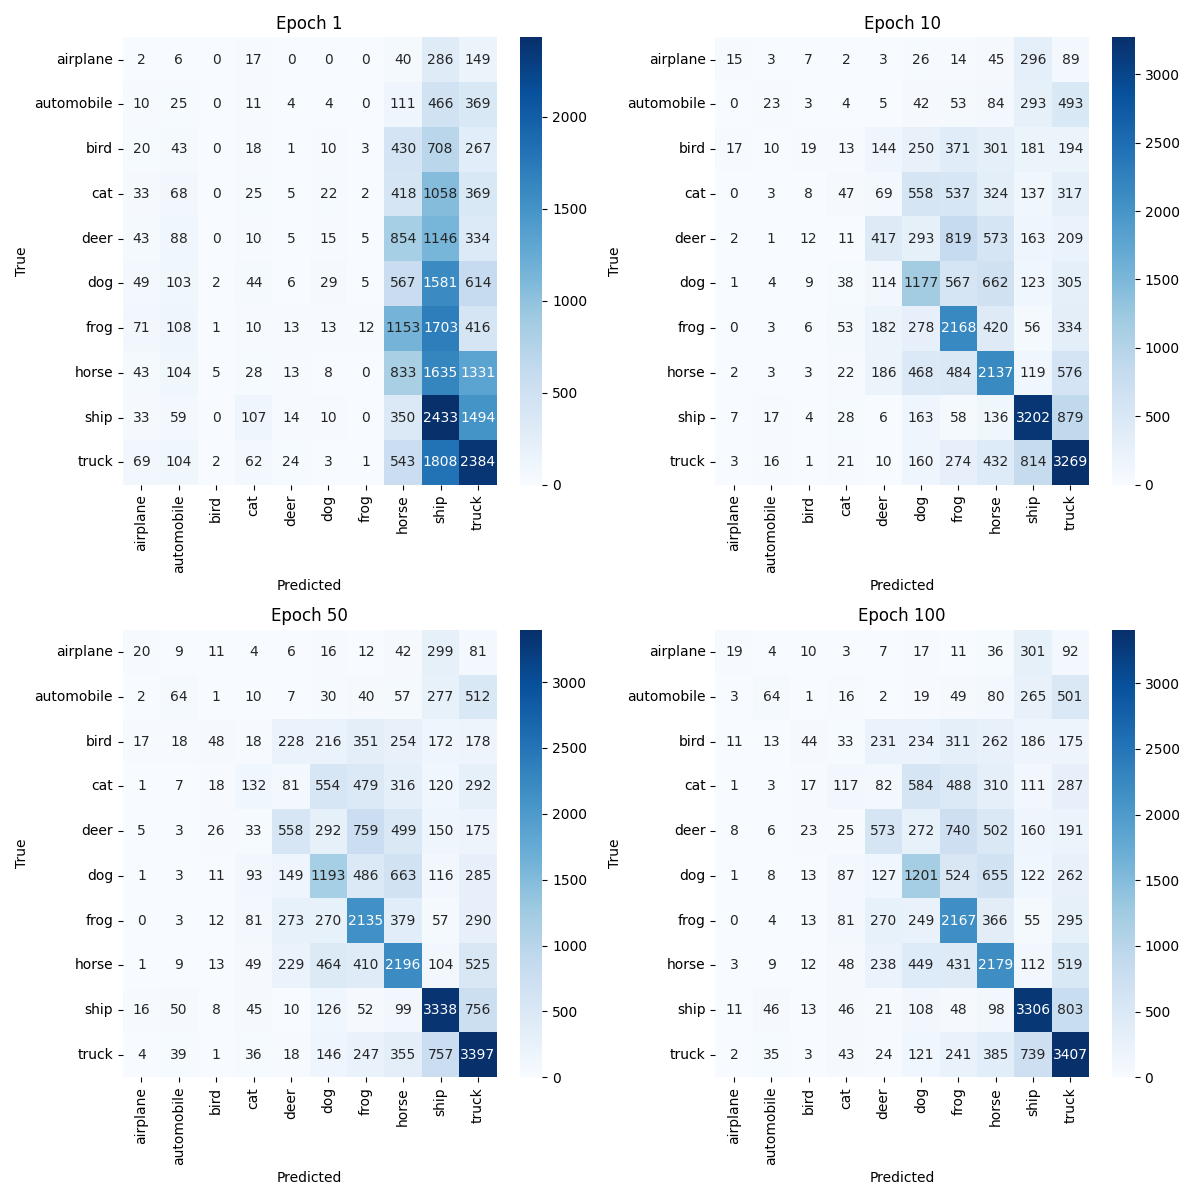 Epoch 1
airplane 2 6 0 17 0 0 0 40 286 149
automobile 10 25 0 11 4 4 0 111 466 369
bird 20 43 0 18 1 10 3 430 708 267
cat 33 68 0 25 5 22 2 418 1058 369
deer 43 88 0 10 5 15 5 854 1146 334
dog 49 103 2 44 6 29 5 567 1581 614
frog 71 108 1 10 13 13 12 1153 1703 416
horse 43 104 5 28 13 8 0 833 1635 1331
ship 33 59 0 107 14 10 0 350 2433 1494
truck 69 104 2 62 24 3 1 543 1808 2384
airplane automobile bird cat deer dog frog horse ship truck
Predicted
True
2000
1500
1000
500
0
Epoch 10
airplane 15 3 7 2 3 26 14 45 296 89
automobile 0 23 3 4 5 42 53 84 293 493
bird 17 10 19 13 144 250 371 301 181 194
cat 0 3 8 47 69 558 537 324 137 317
deer 2 1 12 11 417 293 819 573 163 209
dog 1 4 9 38 114 1177 567 662 123 305
frog 0 3 6 53 182 278 2168 420 56 334
horse 2 3 3 22 186 468 484 2137 119 576
ship 7 17 4 28 6 163 58 136 3202 879
truck 3 16 1 21 10 160 274 432 814 3269
airplane automobile bird cat deer dog frog horse ship truck
Predicted
True
3000
2500
2000
1500
1000
500
0
Epoch 50
airplane 20 9 11 4 6 16 12 42 299 81
automobile 2 64 1 10 7 30 40 57 277 512
bird 17 18 48 18 228 216 351 254 172 178
cat 1 7 18 132 81 554 479 316 120 292
deer 5 3 26 33 558 292 759 499 150 175
dog 1 3 11 93 149 1193 486 663 116 285
frog 0 3 12 81 273 270 2135 379 57 290
horse 1 9 13 49 229 464 410 2196 104 525
ship 16 50 8 45 10 126 52 99 3338 756
truck 4 39 1 36 18 146 247 355 757 3397
airplane automobile bird cat deer dog frog horse ship truck
Predicted
True
3000
2500
2000
1500
1000
500
0
Epoch 100
airplane 19 4 10 3 7 17 11 36 301 92
automobile 3 64 1 16 2 19 49 80 265 501
bird 11 13 44 33 231 234 311 262 186 175
cat 1 3 17 117 82 584 488 310 111 287
deer 8 6 23 25 573 272 740 502 160 191
dog 1 8 13 87 127 1201 524 655 122 262
frog 0 4 13 81 270 249 2167 366 55 295
horse 3 9 12 48 238 449 431 2179 112 519
ship 11 46 13 46 21 108 48 98 3306 803
truck 2 35 3 43 24 121 241 385 739 3407
airplane automobile bird cat deer dog frog horse ship truck
Predicted
True
3000
2500
2000
1500
1000
500
0